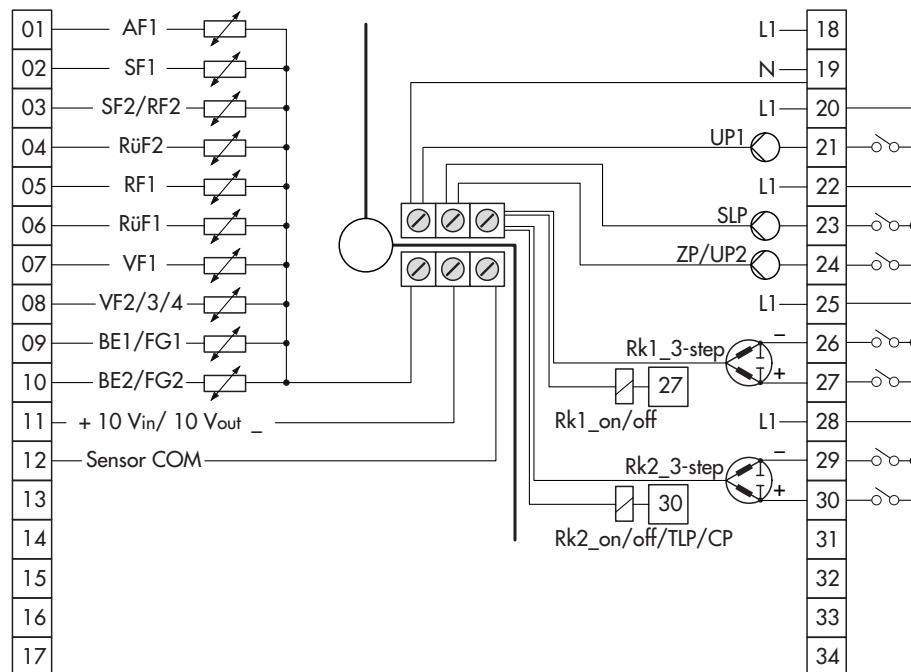 01 AF1
02 SF1
03 SF2/RF2
04 RüF2
05 RF1
06 RüF1
07 VF1
08 VF2/3/4
09 BE1/FG1
10 BE2/FG2
11 + 10 Vin/ 10 Vout _
12 Sensor COM
13
14
15
16
17
L1 18
N 19
L1 20
UP1 21
L1 22
SLP 23
ZP/UP2 24
L1 25
Rk1_3-step − 26
+ 27
27
Rk1_on/off
L1 28
Rk2_3-step − 29
+ 30
30
Rk2_on/off/TLP/CP
31
32
33
34